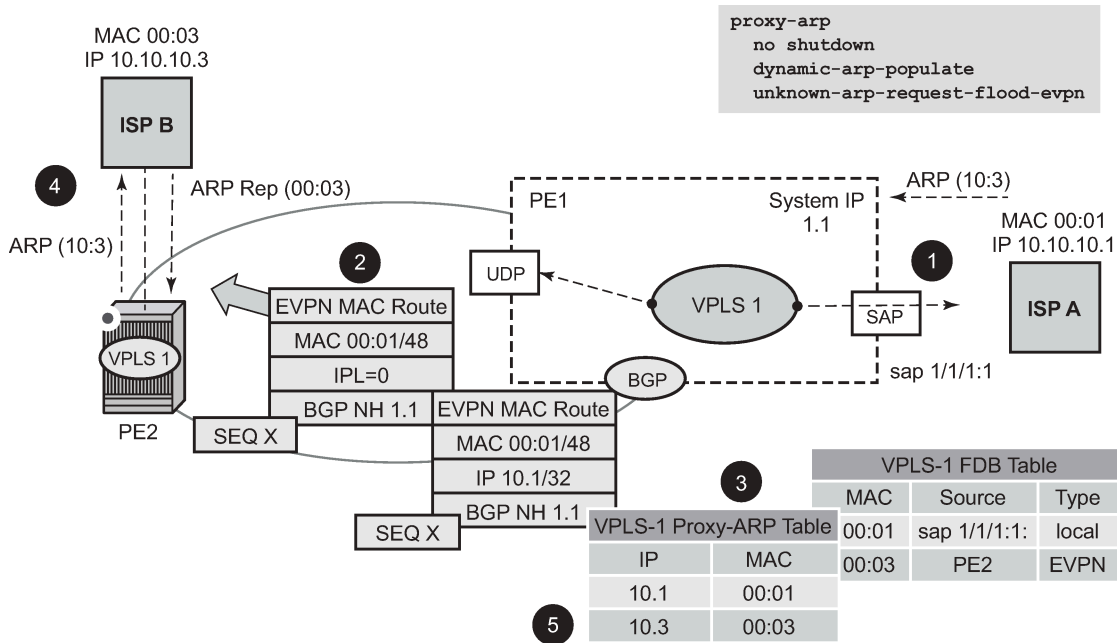 proxy-arp
no shutdown
dynamic-arp-populate
unknown-arp-request-flood-evpn
MAC 00:03
IP 10.10.10.3
ISP B
4
ARP Rep (00:03)
ARP (10:3)
PE1
System IP
1.1
ARP (10:3)
MAC 00:01
IP 10.10.10.1
1
2
UDP
VPLS 1
SAP
ISP A
sap 1/1/1:1
BGP
EVPN MAC Route
MAC 00:01/48
IPL=0
BGP NH 1.1
SEQ X
VPLS 1
PE2
EVPN MAC Route
MAC 00:01/48
IP 10.1/32
BGP NH 1.1
SEQ X
3
VPLS-1 FDB Table
MAC Source Type
00:01 sap 1/1/1:1: local
00:03 PE2 EVPN
VPLS-1 Proxy-ARP Table
IP MAC
10.1 00:01
10.3 00:03
5